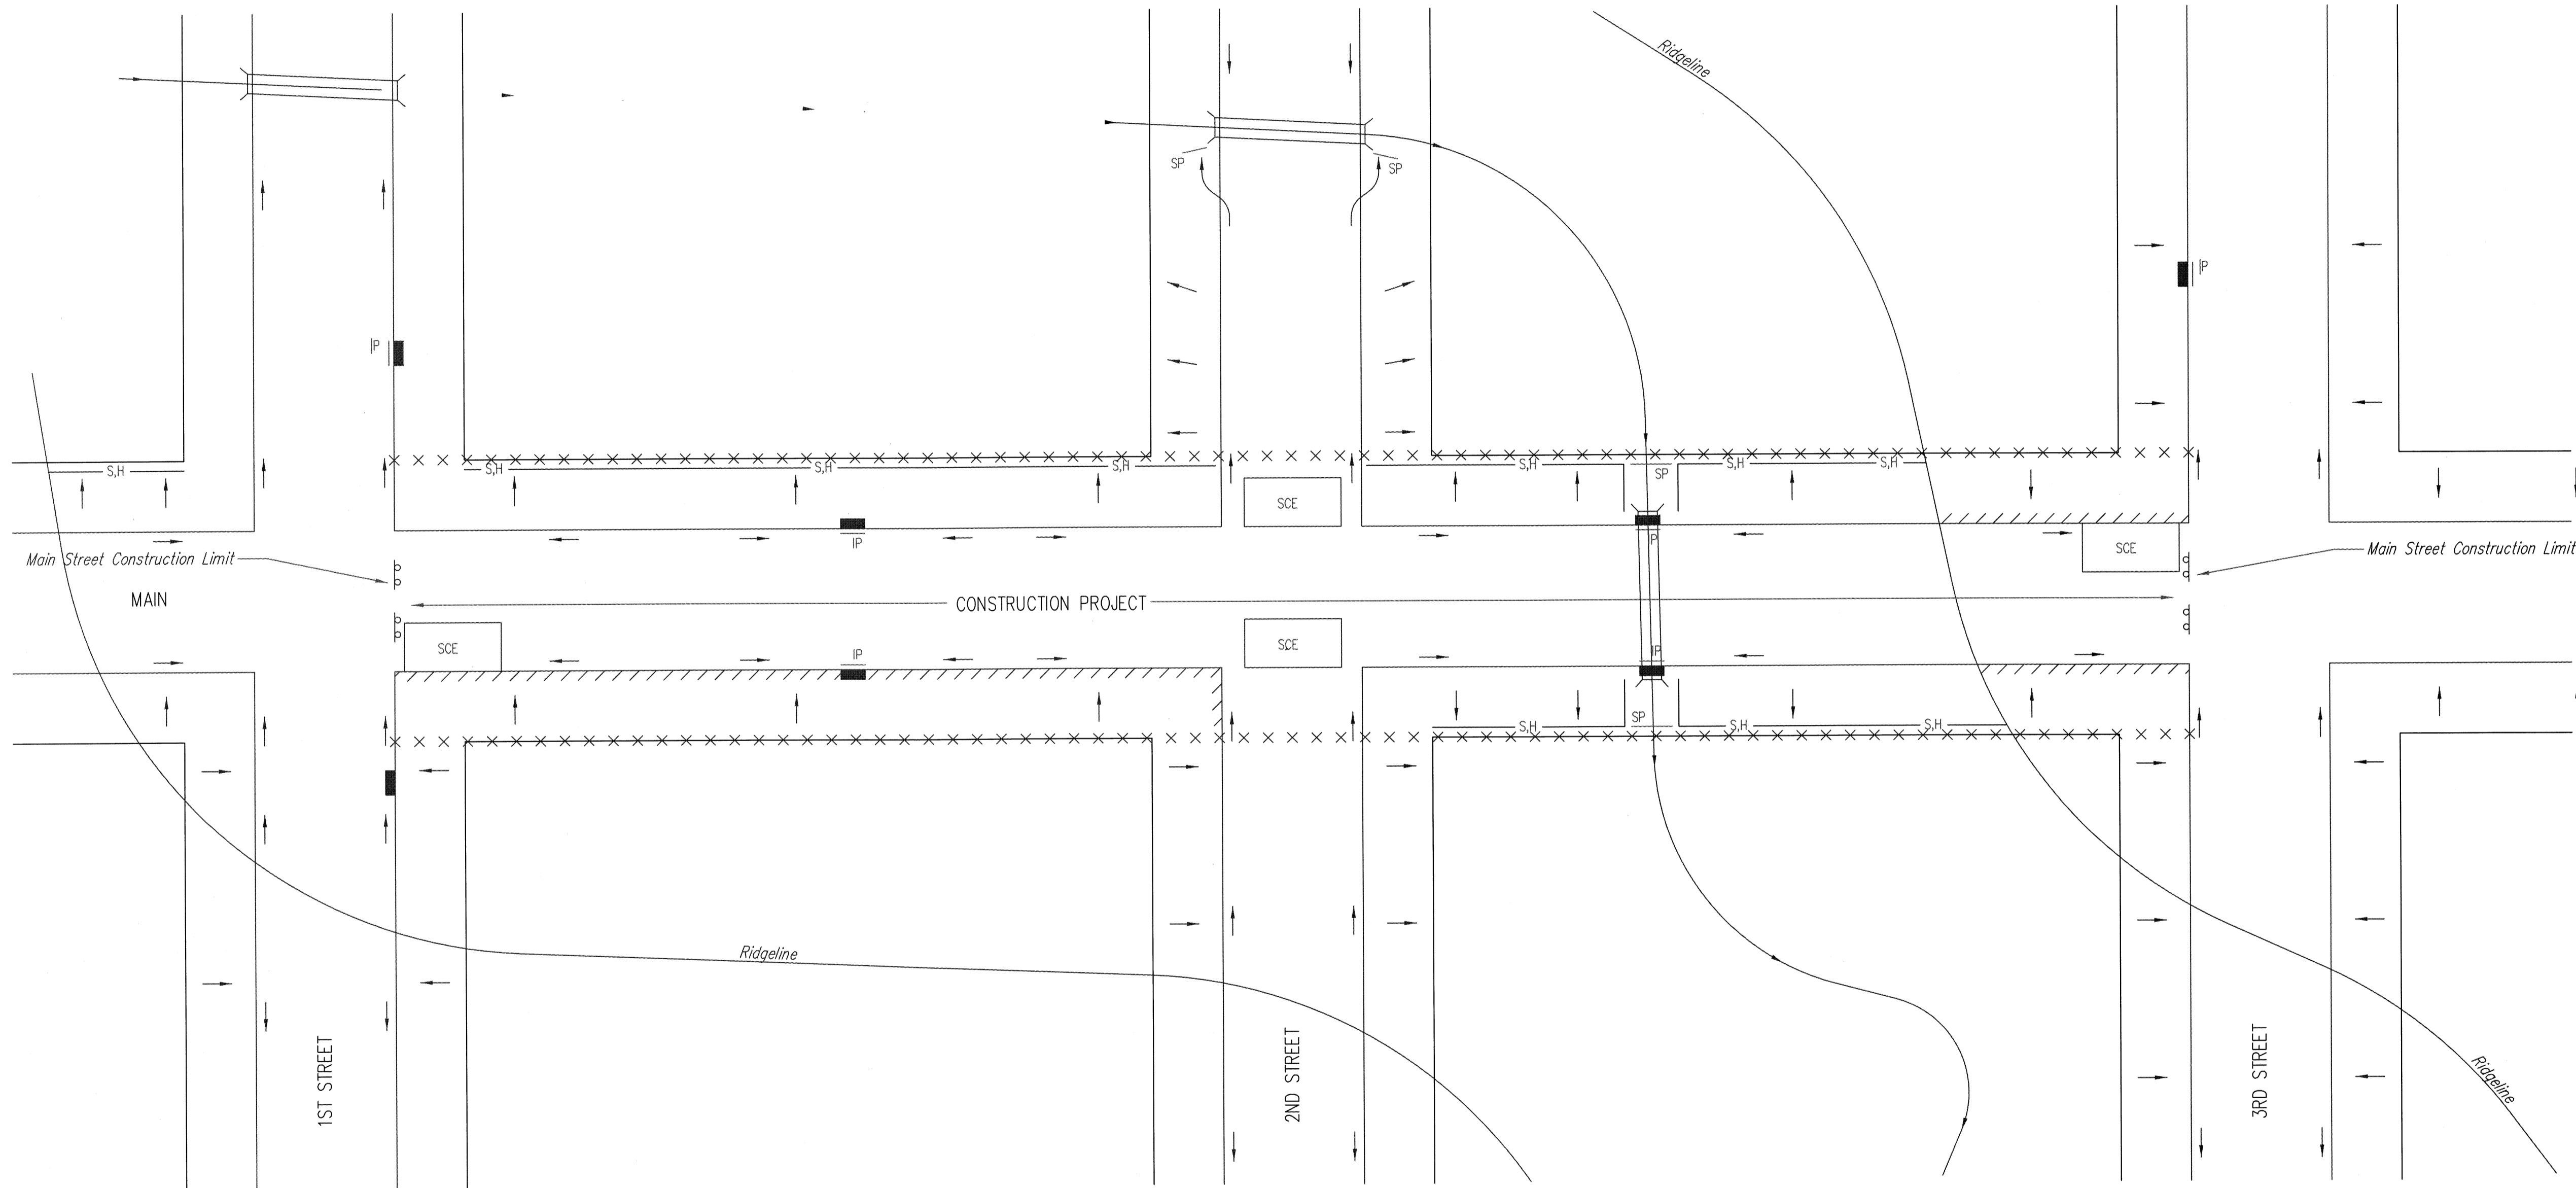 Ridgeline
SP
SP
IP
IP
S,H
S,H
S,H
S,H
S,H
SP
S,H
S,H
SCE
IP
IP
SCE
Main Street Construction Limit
Main Street Construction Limit
MAIN
CONSTRUCTION PROJECT
SCE
IP
SCE
IP
S,H
SP
S,H
S,H
Ridgeline
1ST STREET
2ND STREET
3RD STREET
Ridgeline